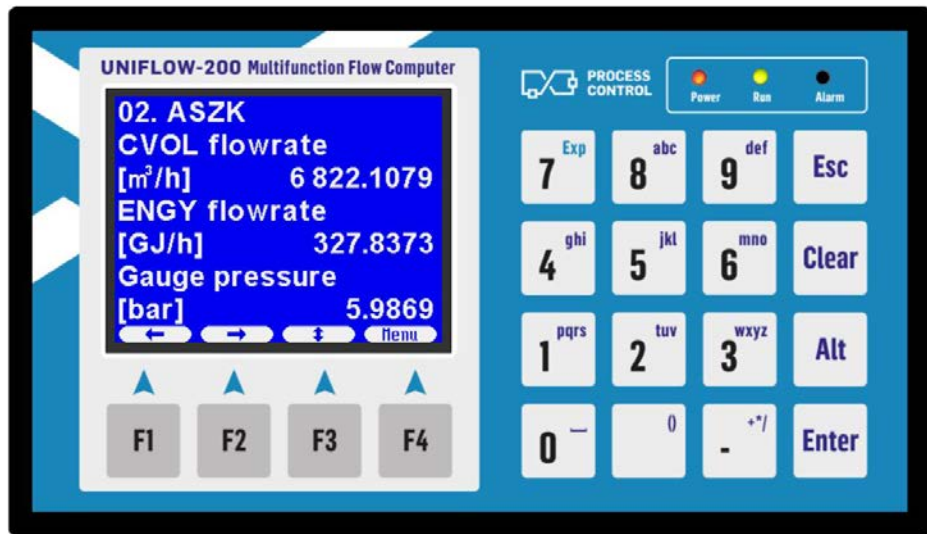 UNIFLOW-200 Multifunction Flow Computer
02. ASZK
CVOL flowrate
[m³/h] 6 822.1079
ENGY flowrate
[GJ/h] 327.8373
Gauge pressure
[bar] 5.9869
← → ↕ Menu
F1 F2 F3 F4
PROCESS
CONTROL
Power Run Alarm
7 Exp 8 abc 9 def Esc
4 ghi 5 jkl 6 mno Clear
1 pqrs 2 tuv 3 wxyz Alt
0 ⎵ () - +*/ Enter